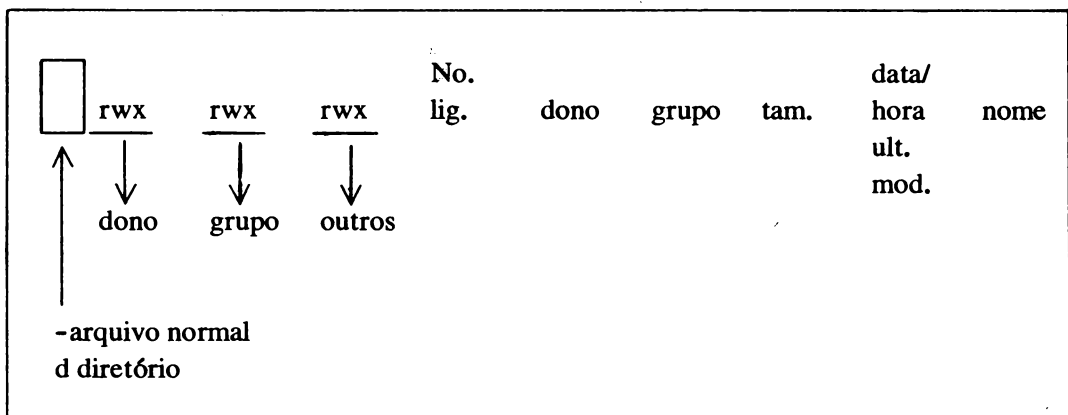 No. data/
rwx rwx rwx lig. dono grupo tam. hora nome
ult.
mod.
dono grupo outros
-arquivo normal
d diretório